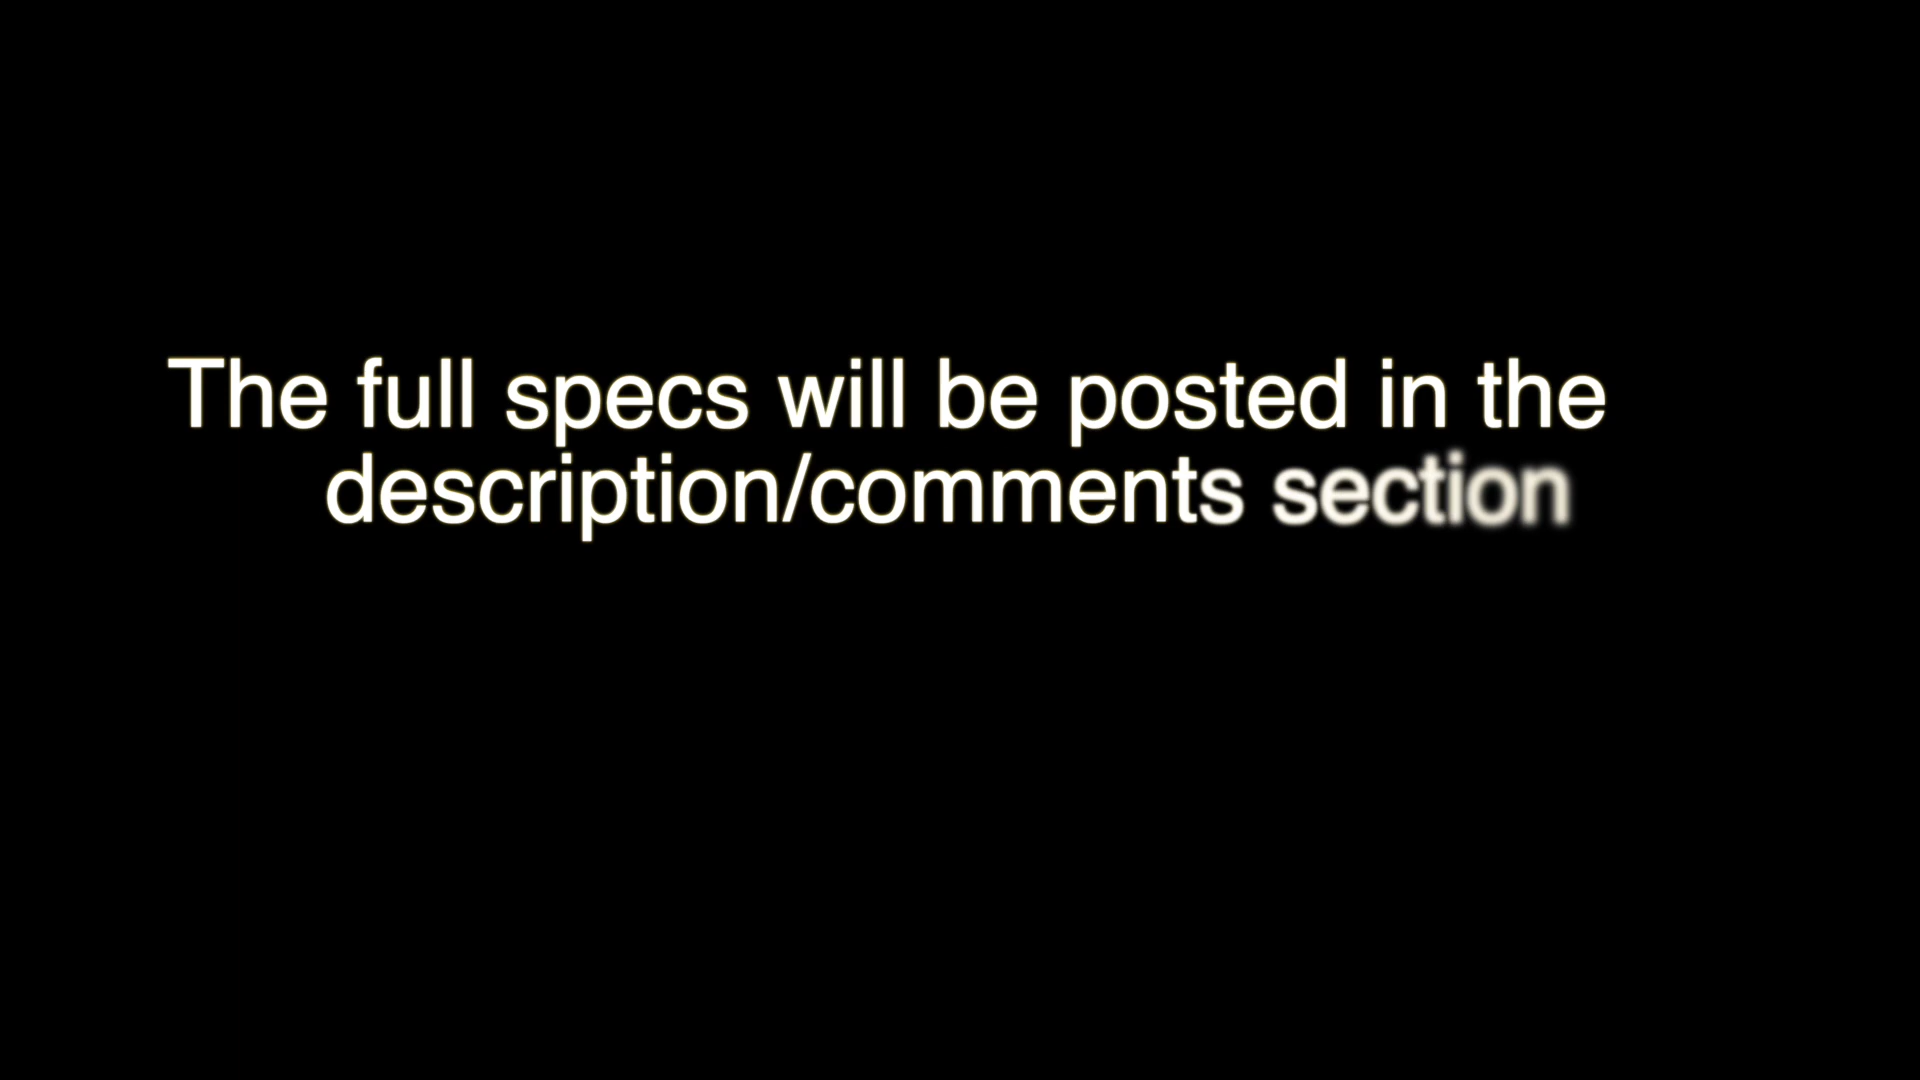 The full specs will be posted in the
description/comments section